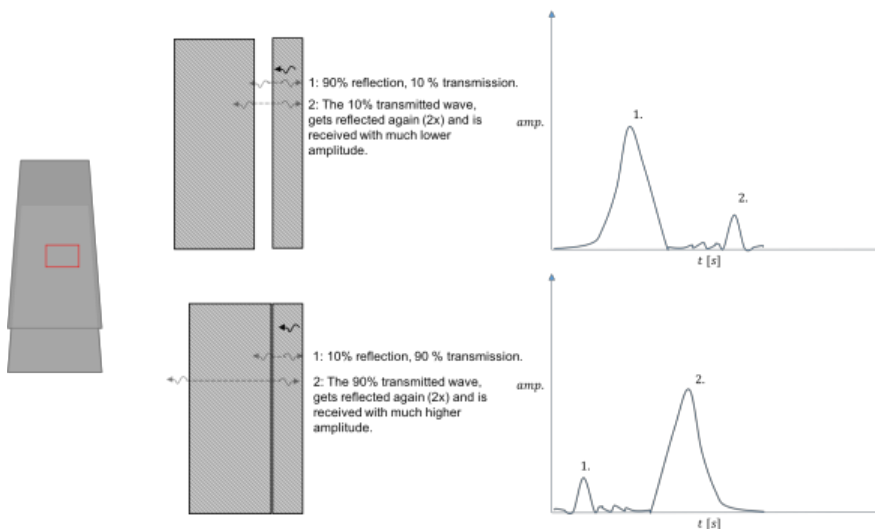 1: 90% reflection, 10 % transmission.
2: The 10% transmitted wave,
gets reflected again (2x) and is
received with much lower
amplitude.
amp.
1.
2.
t [s]
1: 10% reflection, 90 % transmission.
2: The 90% transmitted wave,
gets reflected again (2x) and is
received with much higher
amplitude.
amp.
1.
2.
t [s]